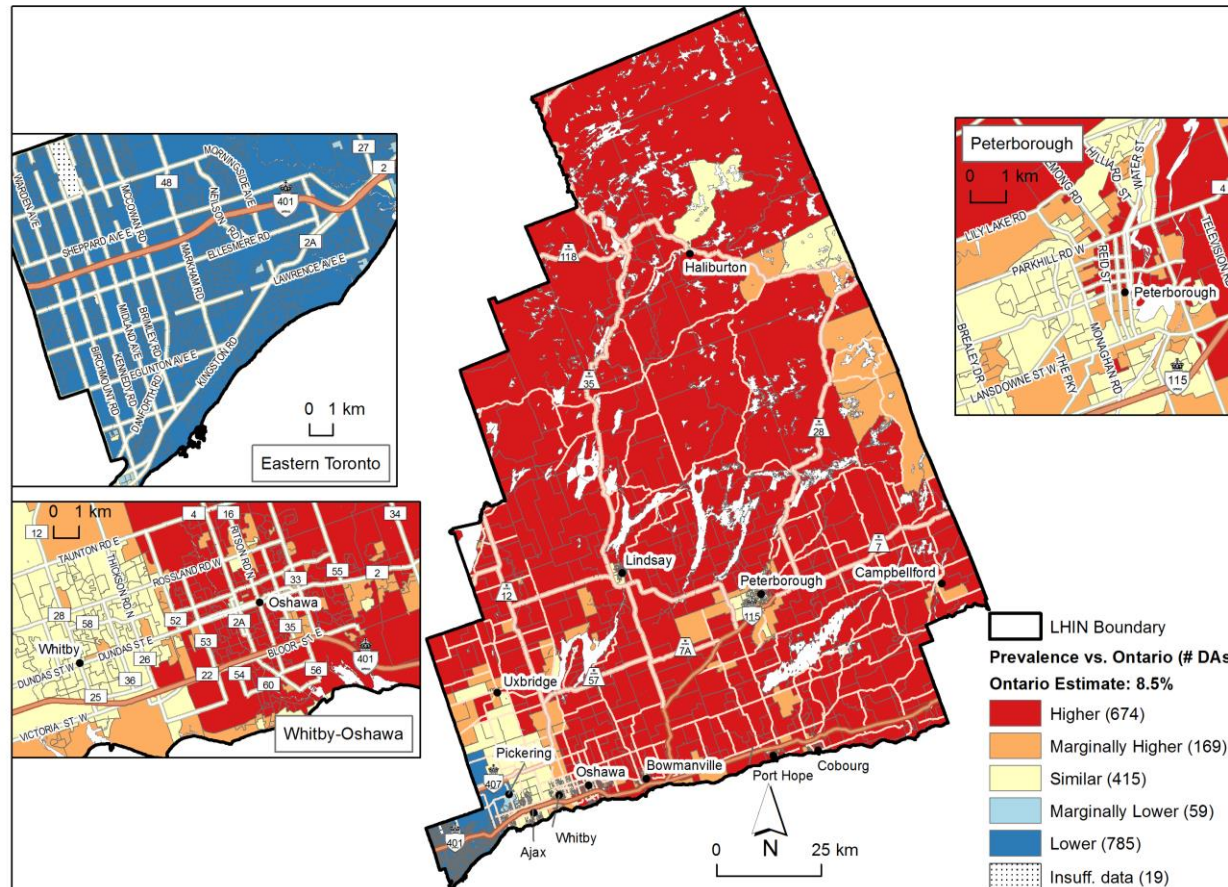 27
2
MORNINGSIDE AVE
WARDEN AVE
MCCOWAN RD
48
NEILSON RD
401
SHEPPARD AVE E
ELLESMERE RD
2A
MARKHAM RD
LAWRENCE AVE E
BIRCHMOUNT RD
KENNEDY RD
MIDLAND AVE
BRIMLEY RD
EGLINTON AVE E
DANFORTH RD
KINGSTON RD
0 1 km
Eastern Toronto
0 1 km
12
4
16
34
TAUNTON RD E
THICKSON RD N
ROSSLAND RD W
RITSON RD N
33
55
2
28
58
52
Oshawa
2A
53
35
Whitby
DUNDAS ST E
DUNDAS ST W
26
BLOOR ST E
401
25
36
22
54
60
56
VICTORIA ST W
Whitby-Oshawa
118
Haliburton
35
28
Lindsay
7
12
Peterborough
Campbellford
115
7A
57
Uxbridge
Pickering
407
Oshawa
Bowmanville
Cobourg
Port Hope
Whitby
Ajax
401
N
0 25 km
Peterborough
0 1 km
HILLIARD ST
WATER ST
4
LILY LAKE RD
PARKHILL RD W
REID ST
TELEVISION
Peterborough
BREALEY DR
MONAGHAN RD
THE PKY
LANSDOWNE ST W
115
LHIN Boundary
Prevalence vs. Ontario (# DAs
Ontario Estimate: 8.5%
Higher (674)
Marginally Higher (169)
Similar (415)
Marginally Lower (59)
Lower (785)
Insuff. data (19)